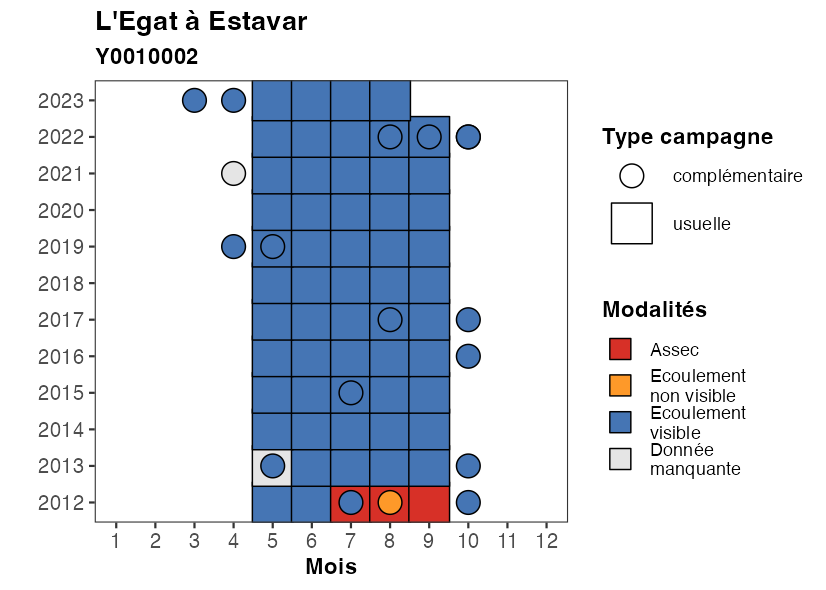 L'Egat à Estavar
Y0010002
2023
2022
2021
2020
2019
2018
2017
2016
2015
2014
2013
2012
1 2 3 4 5 6 7 8 9 10 11 12
Mois
Type campagne
complémentaire
usuelle
Modalités
Assec
Ecoulement
non visible
Ecoulement
visible
Donnée
manquante